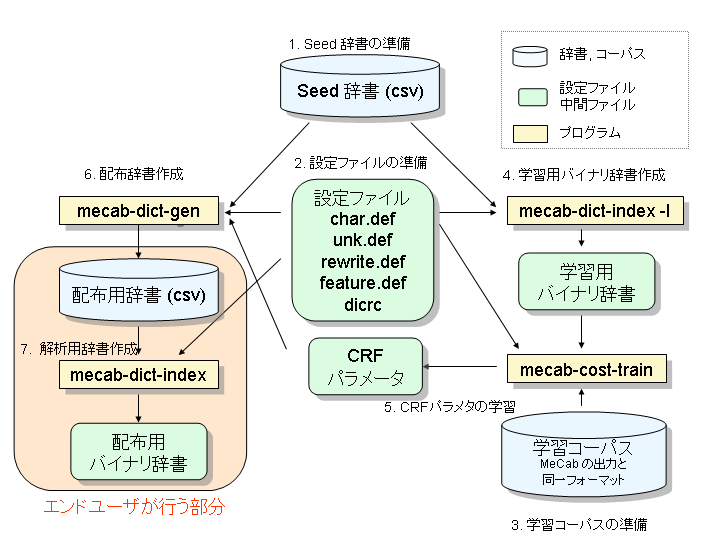 1. Seed 辞書の準備
Seed 辞書 (csv)
辞書, コーパス
設定ファイル
中間ファイル
プログラム
2. 設定ファイルの準備
設定ファイル
char.def
unk.def
rewrite.def
feature.def
dicrc
6. 配布辞書作成
mecab-dict-gen
4. 学習用バイナリ辞書作成
mecab-dict-index -l
学習用
バイナリ辞書
配布用辞書 (csv)
7. 解析用辞書作成
mecab-dict-index
CRF
パラメータ
mecab-cost-train
5. CRFパラメタの学習
配布用
バイナリ辞書
エンドユーザが行う部分
学習コーパス
MeCab の出力と
同一フォーマット
3. 学習コーパスの準備